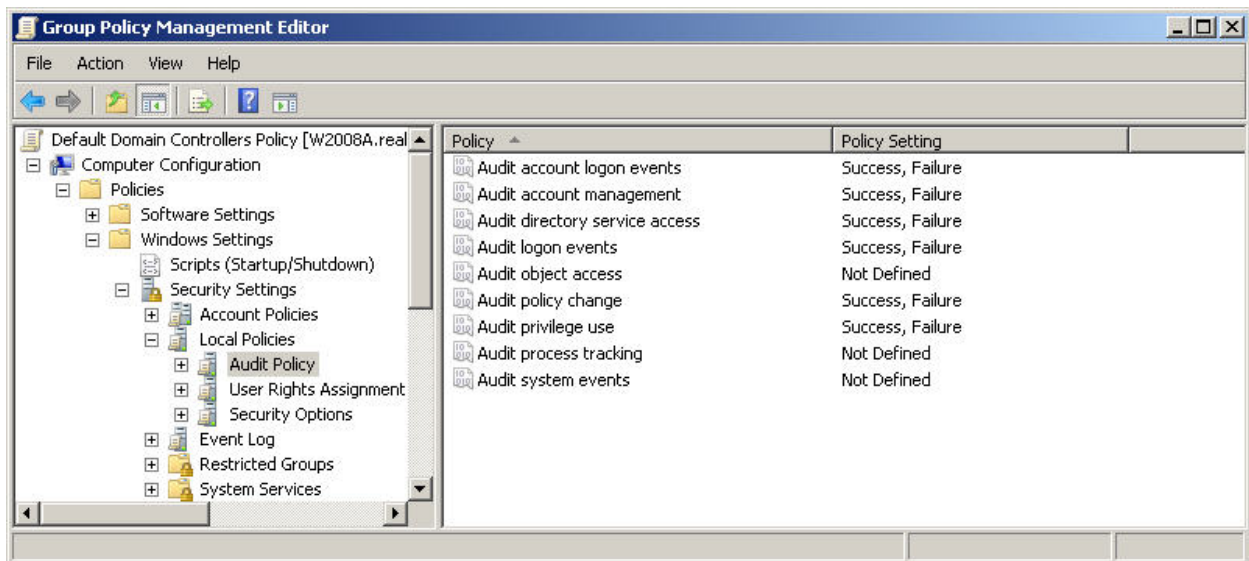 Group Policy Management Editor
File Action View Help
Default Domain Controllers Policy [W2008A.real
Computer Configuration
Policies
Software Settings
Windows Settings
Scripts (Startup/Shutdown)
Security Settings
Account Policies
Local Policies
Audit Policy
User Rights Assignment
Security Options
Event Log
Restricted Groups
System Services
Policy Policy Setting
Audit account logon events Success, Failure
Audit account management Success, Failure
Audit directory service access Success, Failure
Audit logon events Success, Failure
Audit object access Not Defined
Audit policy change Success, Failure
Audit privilege use Success, Failure
Audit process tracking Not Defined
Audit system events Not Defined